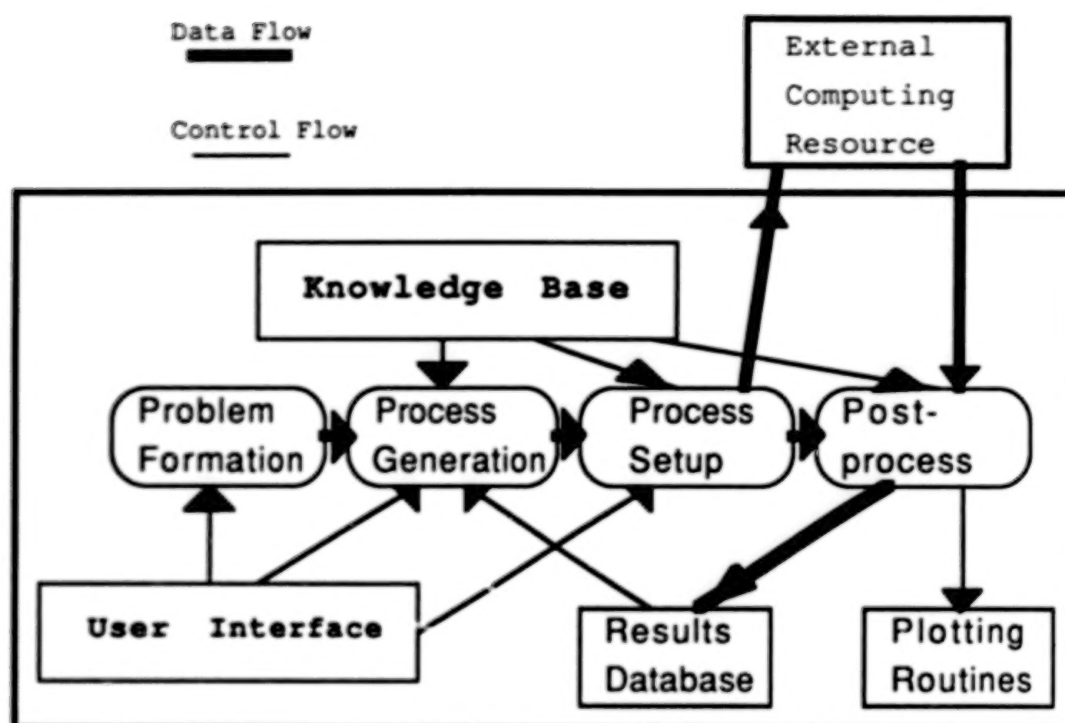 Data Flow
Control Flow
External
Computing
Resource
Knowledge Base
Problem
Formation
Process
Generation
Process
Setup
Post-
process
User Interface
Results
Database
Plotting
Routines